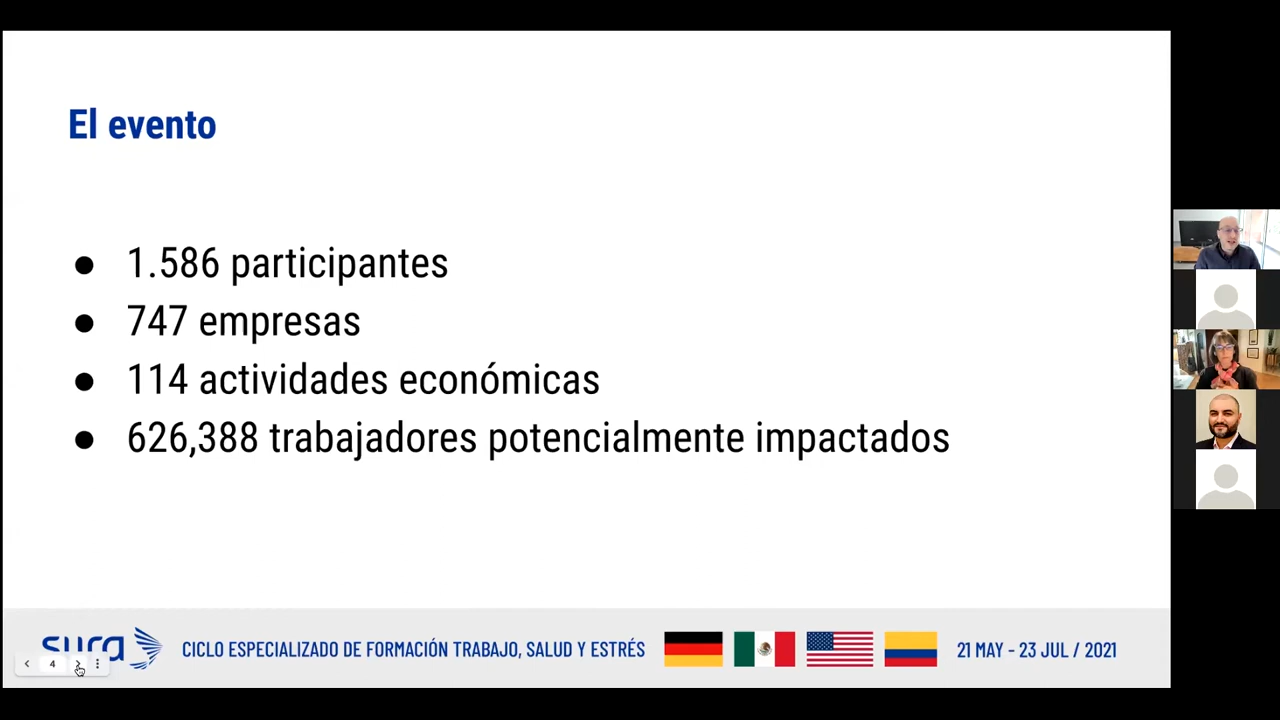 El evento
● 1.586 participantes
● 747 empresas
● 114 actividades económicas
● 626,388 trabajadores potencialmente impactados
sura
CICLO ESPECIALIZADO DE FORMACIÓN TRABAJO, SALUD Y ESTRÉS
21 MAY - 23 JUL / 2021
4